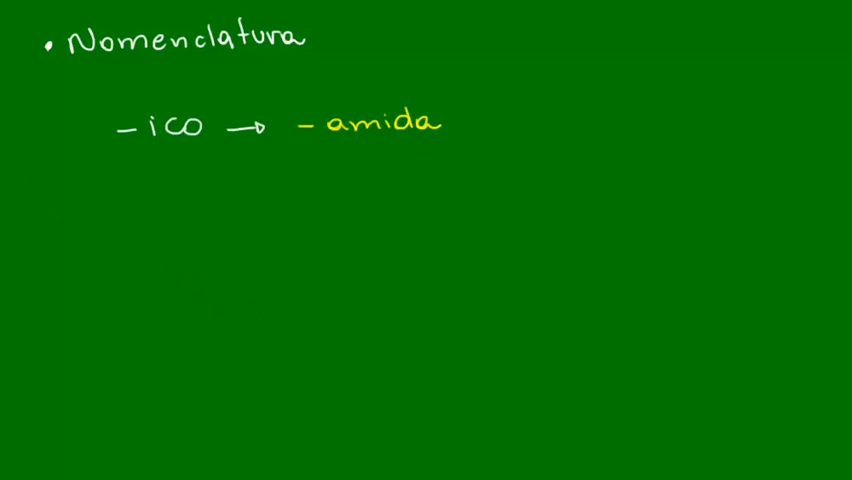 • Nomenclatura
- ico → - amida